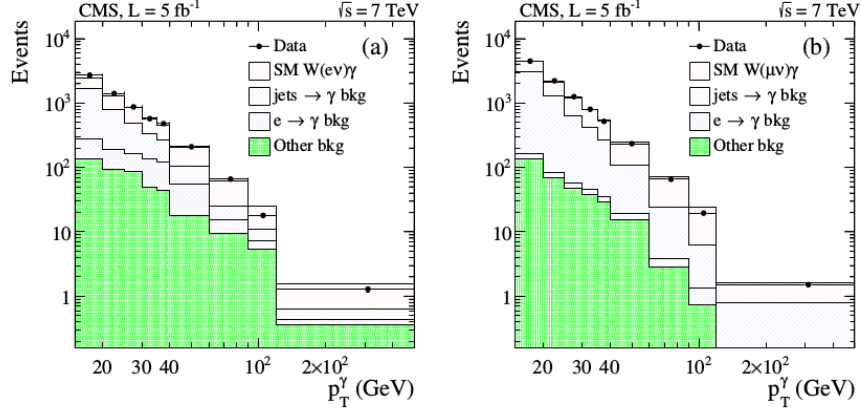 CMS, L = 5 fb⁻¹ √s = 7 TeV
(a)
Events
Data
SM W(eν)γ
jets → γ bkg
e → γ bkg
Other bkg
10⁴
10³
10²
10
1
20 30 40 10² 2×10²
p_T^γ (GeV)
CMS, L = 5 fb⁻¹ √s = 7 TeV
(b)
Events
Data
SM W(μν)γ
jets → γ bkg
e → γ bkg
Other bkg
10⁴
10³
10²
10
1
20 30 40 10² 2×10²
p_T^γ (GeV)